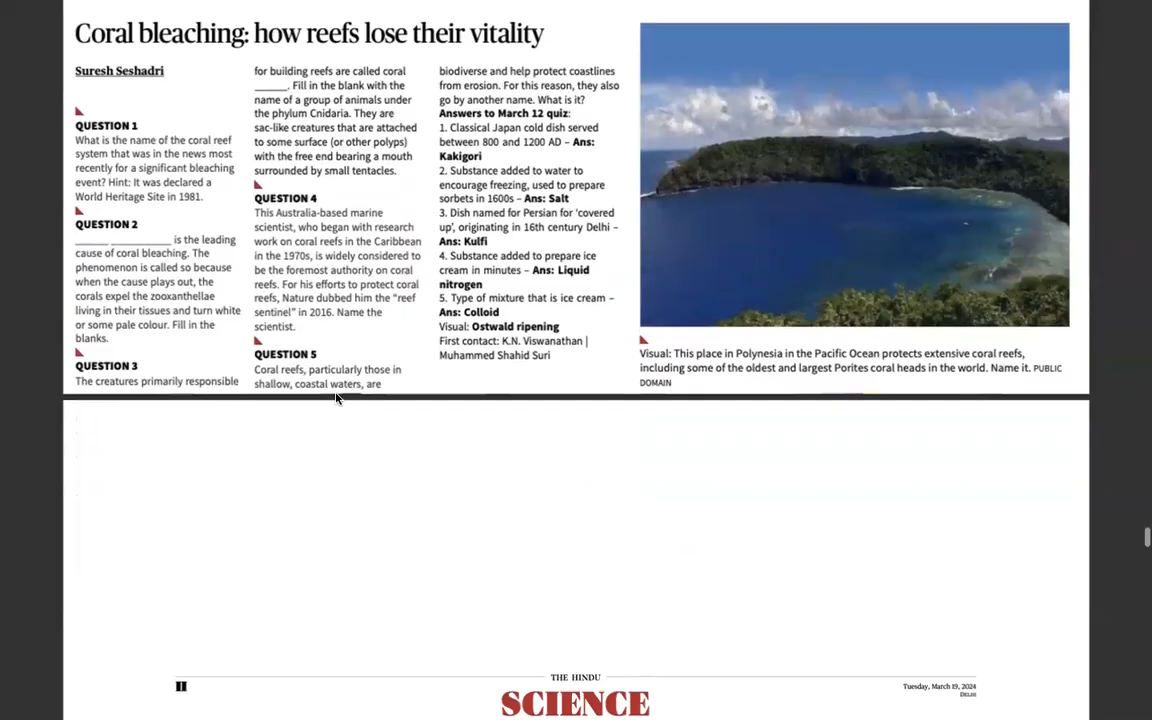 Coral bleaching: how reefs lose their vitality
Suresh Seshadri
QUESTION 1
What is the name of the coral reef
system that was in the news most
recently for a significant bleaching
event? Hint: It was declared a
World Heritage Site in 1981.
QUESTION 2
______ ___________ is the leading
cause of coral bleaching. The
phenomenon is called so because
when the cause plays out, the
corals expel the zooxanthellae
living in their tissues and turn white
or some pale colour. Fill in the
blanks.
QUESTION 3
The creatures primarily responsible
for building reefs are called coral
______. Fill in the blank with the
name of a group of animals under
the phylum Cnidaria. They are
sac-like creatures that are attached
to some surface (or other polyps)
with the free end bearing a mouth
surrounded by small tentacles.
QUESTION 4
This Australia-based marine
scientist, who began with research
work on coral reefs in the Caribbean
in the 1970s, is widely considered to
be the foremost authority on coral
reefs. For his efforts to protect coral
reefs, Nature dubbed him the “reef
sentinel” in 2016. Name the
scientist.
QUESTION 5
Coral reefs, particularly those in
shallow, coastal waters, are
biodiverse and help protect coastlines
from erosion. For this reason, they also
go by another name. What is it?
Answers to March 12 quiz:
1. Classical Japan cold dish served
between 800 and 1200 AD – Ans:
Kakigori
2. Substance added to water to
encourage freezing, used to prepare
sorbets in 1600s – Ans: Salt
3. Dish named for Persian for ‘covered
up’, originating in 16th century Delhi –
Ans: Kulfi
4. Substance added to prepare ice
cream in minutes – Ans: Liquid
nitrogen
5. Type of mixture that is ice cream –
Ans: Colloid
Visual: Ostwald ripening
First contact: K.N. Viswanathan |
Muhammed Shahid Suri
Visual: This place in Polynesia in the Pacific Ocean protects extensive coral reefs,
including some of the oldest and largest Porites coral heads in the world. Name it. PUBLIC
DOMAIN
II
THE HINDU
SCIENCE
Tuesday, March 19, 2024
DELHI